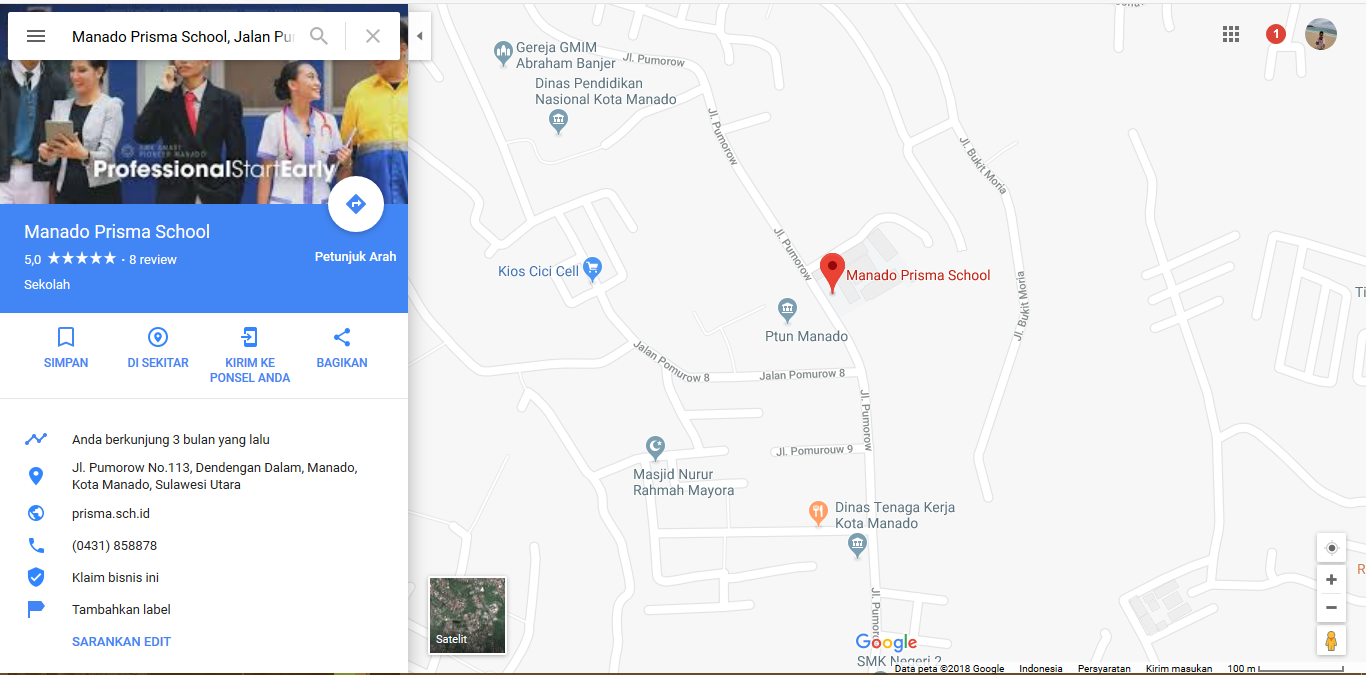 Manado Prisma School, Jalan Pu
SMK AMAST
PIONEER MANADO
ProfessionalStartEarly
Manado Prisma School
5,0 ★★★★★ · 8 review
Sekolah
Petunjuk Arah
SIMPAN
DI SEKITAR
KIRIM KE
PONSEL ANDA
BAGIKAN
Anda berkunjung 3 bulan yang lalu
Jl. Pumorow No.113, Dendengan Dalam, Manado,
Kota Manado, Sulawesi Utara
prisma.sch.id
(0431) 858878
Klaim bisnis ini
Tambahkan label
SARANKAN EDIT
1
Gereja GMIM
Abraham Banjer
Jl. Pumorow
Dinas Pendidikan
Nasional Kota Manado
Jl. Pumorow
Jl. Bukit Moria
Jl. Pumorow
Kios Cici Cell
Manado Prisma School
Jl. Bukit Moria
Ti
Ptun Manado
Jalan Pomurow 8
Jalan Pomurow 8
Jl. Pumorow
Jl. Pomurouw 9
Masjid Nurur
Rahmah Mayora
Dinas Tenaga Kerja
Kota Manado
R
Jl. Pumorow
Satelit
Google
SMK Negeri 2
Data peta ©2018 Google
Indonesia
Persyaratan
Kirim masukan
100 m